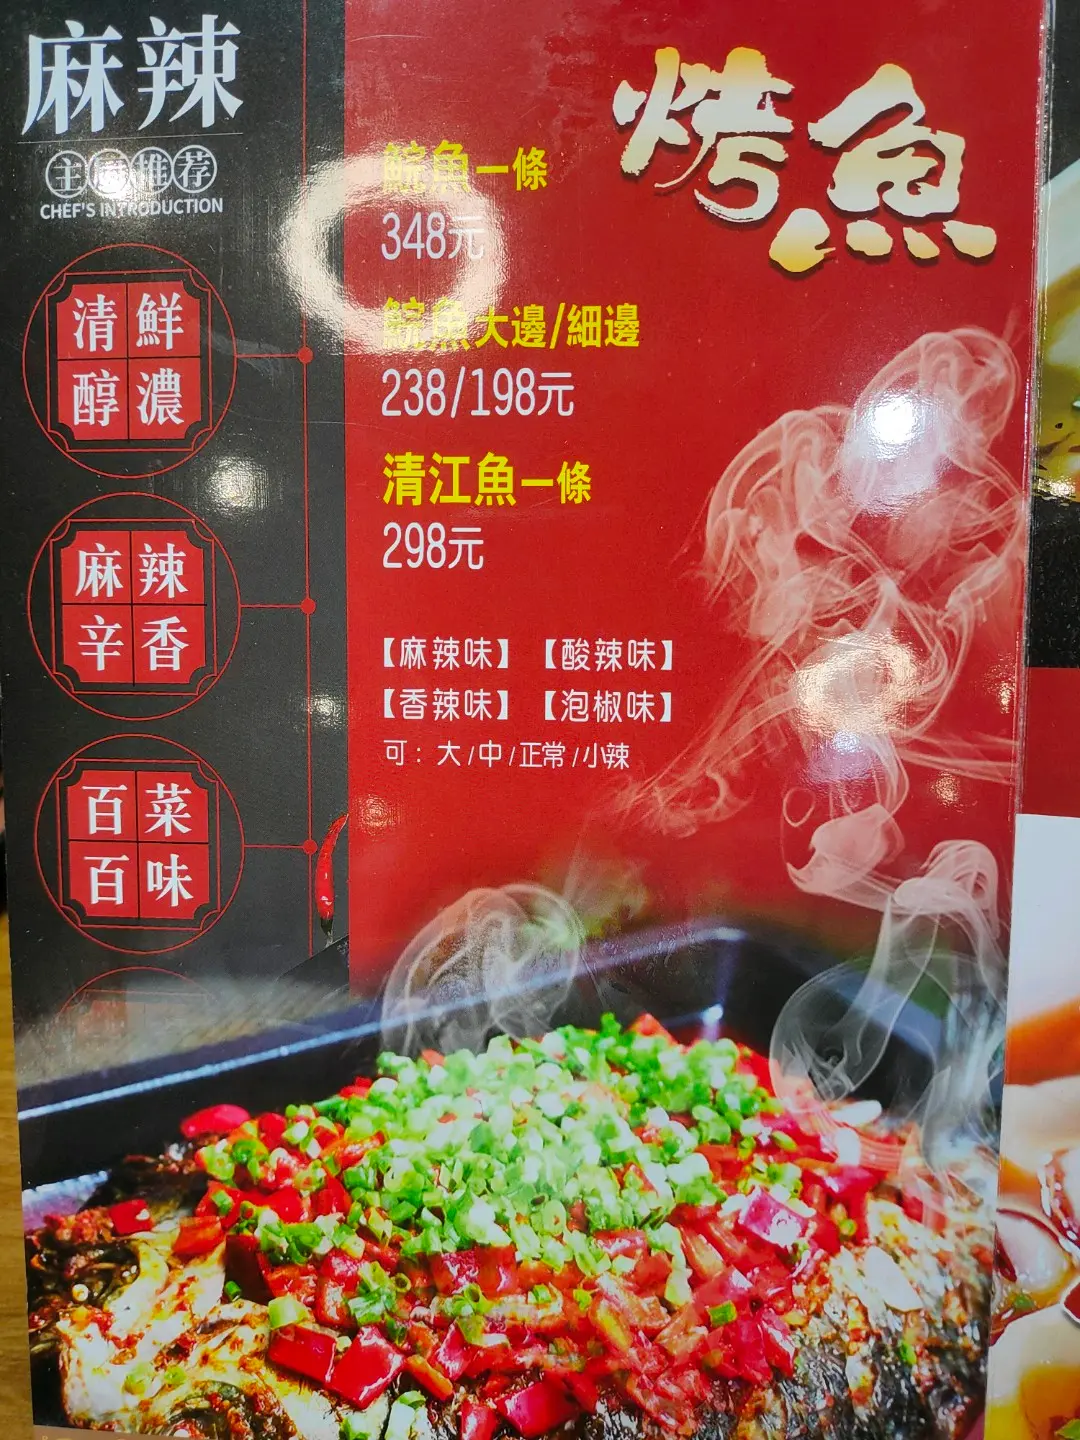 麻辣
主厨推荐
CHEF'S INTRODUCTION
清鮮
醇濃
麻辣
辛香
百菜
百味
烤魚
鯇魚一條
348元
鯇魚大邊/細邊
238/198元
清江魚一條
298元
【麻辣味】【酸辣味】
【香辣味】【泡椒味】
可：大/中/正常/小辣